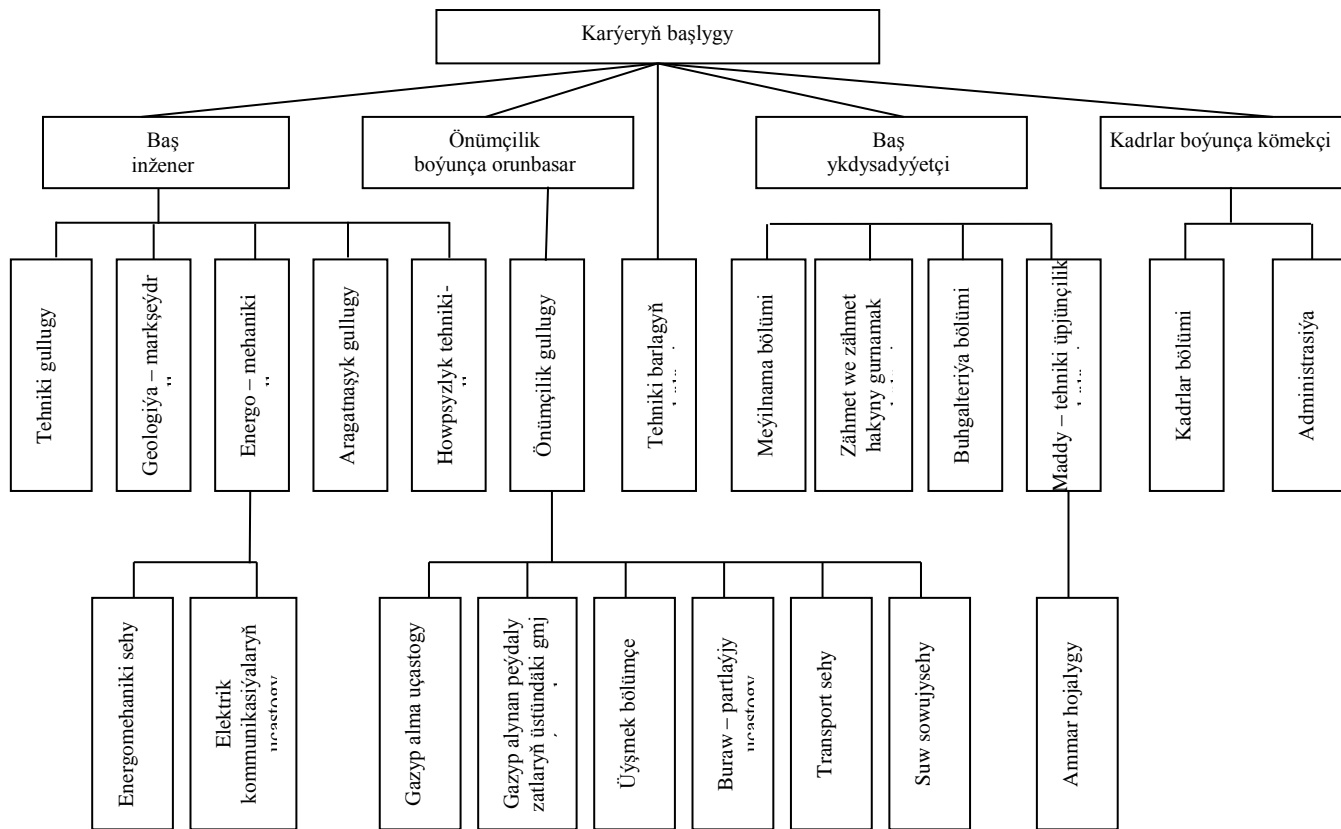 Karýeryň başlygy
Baş
inžener
Önümçilik
boýunça orunbasar
Baş
ykdysadyýetçi
Kadrlar boýunça kömekçi
Tehniki gullugy
Geologiýa – markşeýdr
Energo – mehaniki
Aragatnaşyk gullugy
Howpsyzlyk tehniki-
Önümçilik gullugy
Tehniki barlagyň
Meýilnama bölümi
Zähmet we zähmet
hakyny gurnamak
Buhgalteriýa bölümi
Maddy – tehniki üpjünçilik
Kadrlar bölümi
Administrasiýa
Energomehaniki sehy
Elektrik
kommunikasiýalaryň
uçastogy
Gazyp alma uçastogy
Gazyp alynan peýdaly
zatlaryň üstündäki gmj
Üýşmek bölümçe
Buraw – partlaýjy
uçastogy
Transport sehy
Suw sowujysehy
Ammar hojalygy